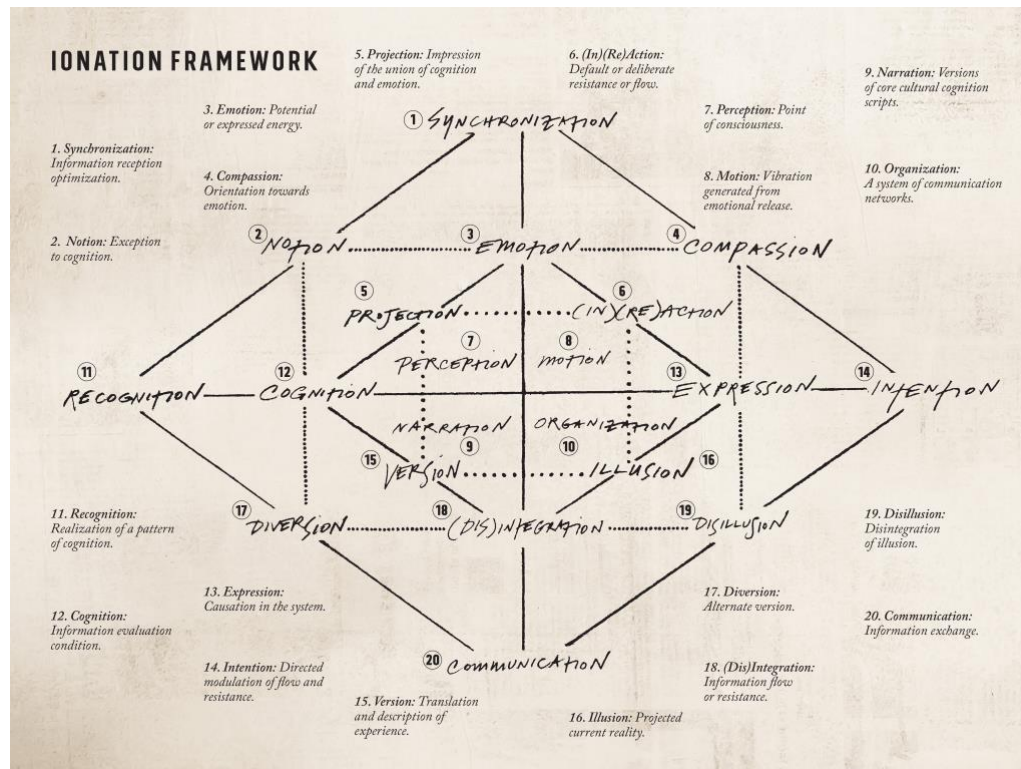 IONATION FRAMEWORK
5. Projection: Impression
of the union of cognition
and emotion.
6. (In)(Re)Action:
Default or deliberate
resistance or flow.
9. Narration: Versions
of core cultural cognition
scripts.
3. Emotion: Potential
or expressed energy.
7. Perception: Point
of consciousness.
1. Synchronization:
Information reception
optimization.
4. Compassion:
Orientation towards
emotion.
8. Motion: Vibration
generated from
emotional release.
10. Organization:
A system of communication
networks.
2. Notion: Exception
to cognition.
1 SYNCHRONIZATION
2 NOTION
3 EMOTION
4 COMPASSION
5 PROJECTION
6 (IN)(RE)ACTION
7 PERCEPTION
8 MOTION
11 RECOGNITION
12 COGNITION
13 EXPRESSION
14 INTENTION
NARRATION 9
ORGANIZATION 10
15 VERSION
ILLUSION 16
17 DIVERSION
18 (DIS)INTEGRATION
19 DISILLUSION
20 COMMUNICATION
11. Recognition:
Realization of a pattern
of cognition.
19. Disillusion:
Disintegration
of illusion.
13. Expression:
Causation in the system.
17. Diversion:
Alternate version.
12. Cognition:
Information evaluation
condition.
20. Communication:
Information exchange.
14. Intention: Directed
modulation of flow and
resistance.
18. (Dis)Integration:
Information flow
or resistance.
15. Version: Translation
and description of
experience.
16. Illusion: Projected
current reality.